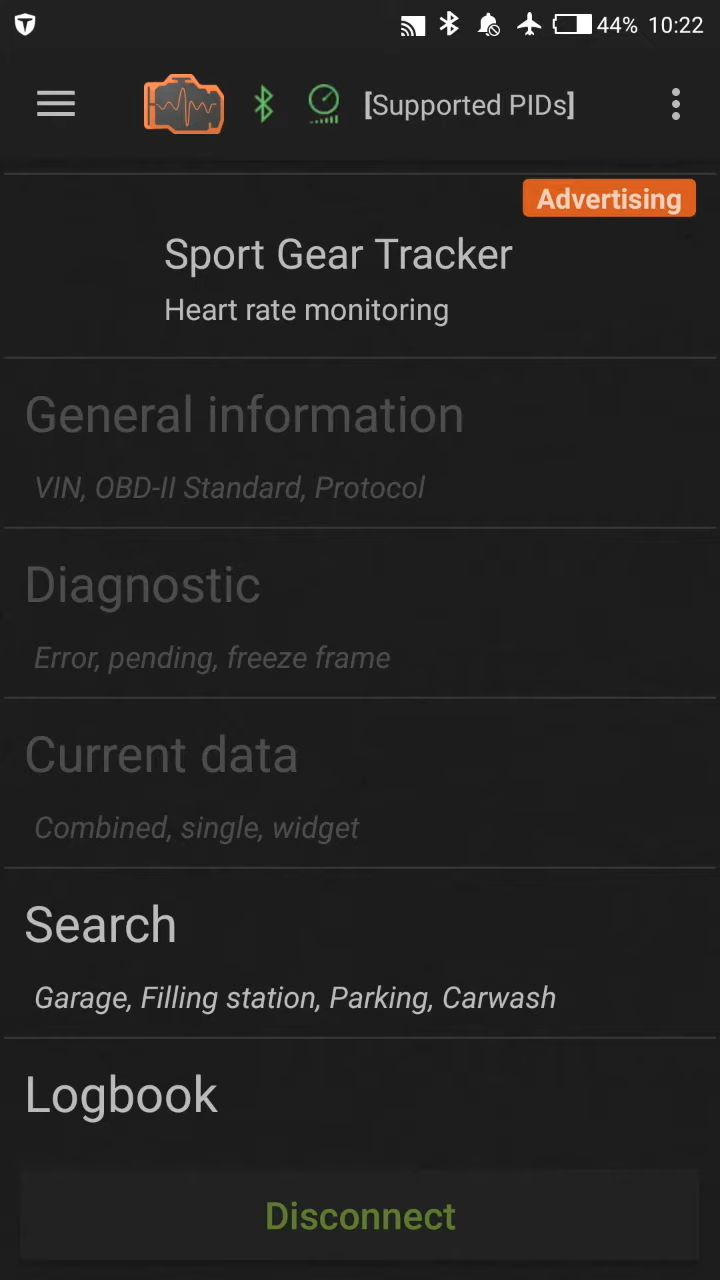 44% 10:22
[Supported PIDs]
Advertising
Sport Gear Tracker
Heart rate monitoring
General information
VIN, OBD-II Standard, Protocol
Diagnostic
Error, pending, freeze frame
Current data
Combined, single, widget
Search
Garage, Filling station, Parking, Carwash
Logbook
Disconnect